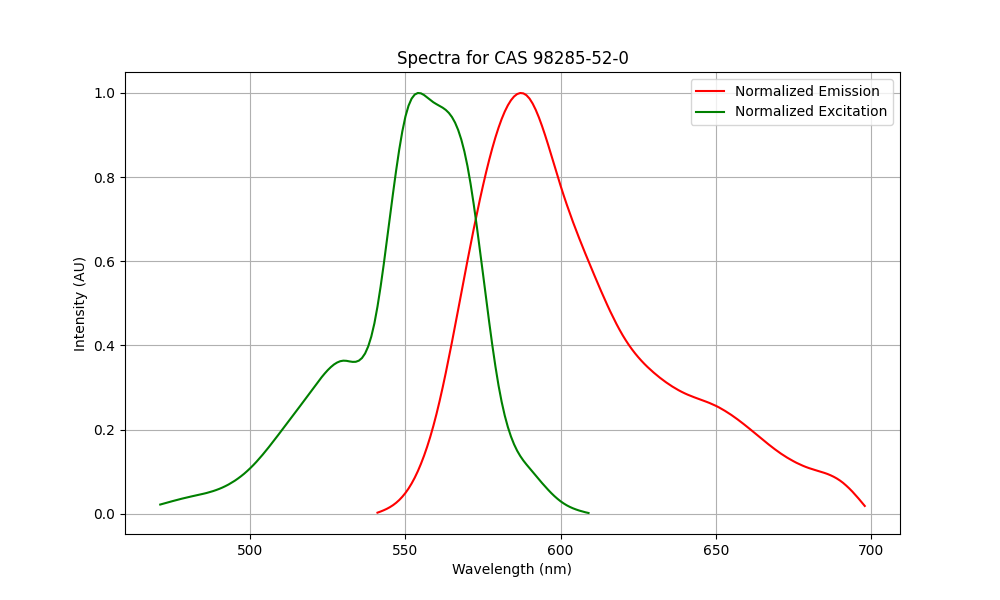 Spectra for CAS 98285-52-0
Normalized Emission
Normalized Excitation
1.0
0.8
0.6
0.4
0.2
0.0
Intensity (AU)
500 550 600 650 700
Wavelength (nm)